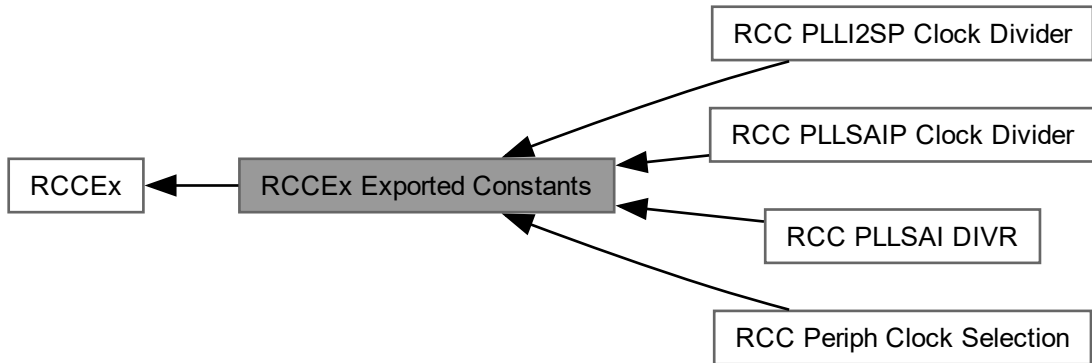 RCC PLLI2SP Clock Divider
RCC PLLSAIP Clock Divider
RCCEx
RCCEx Exported Constants
RCC PLLSAI DIVR
RCC Periph Clock Selection